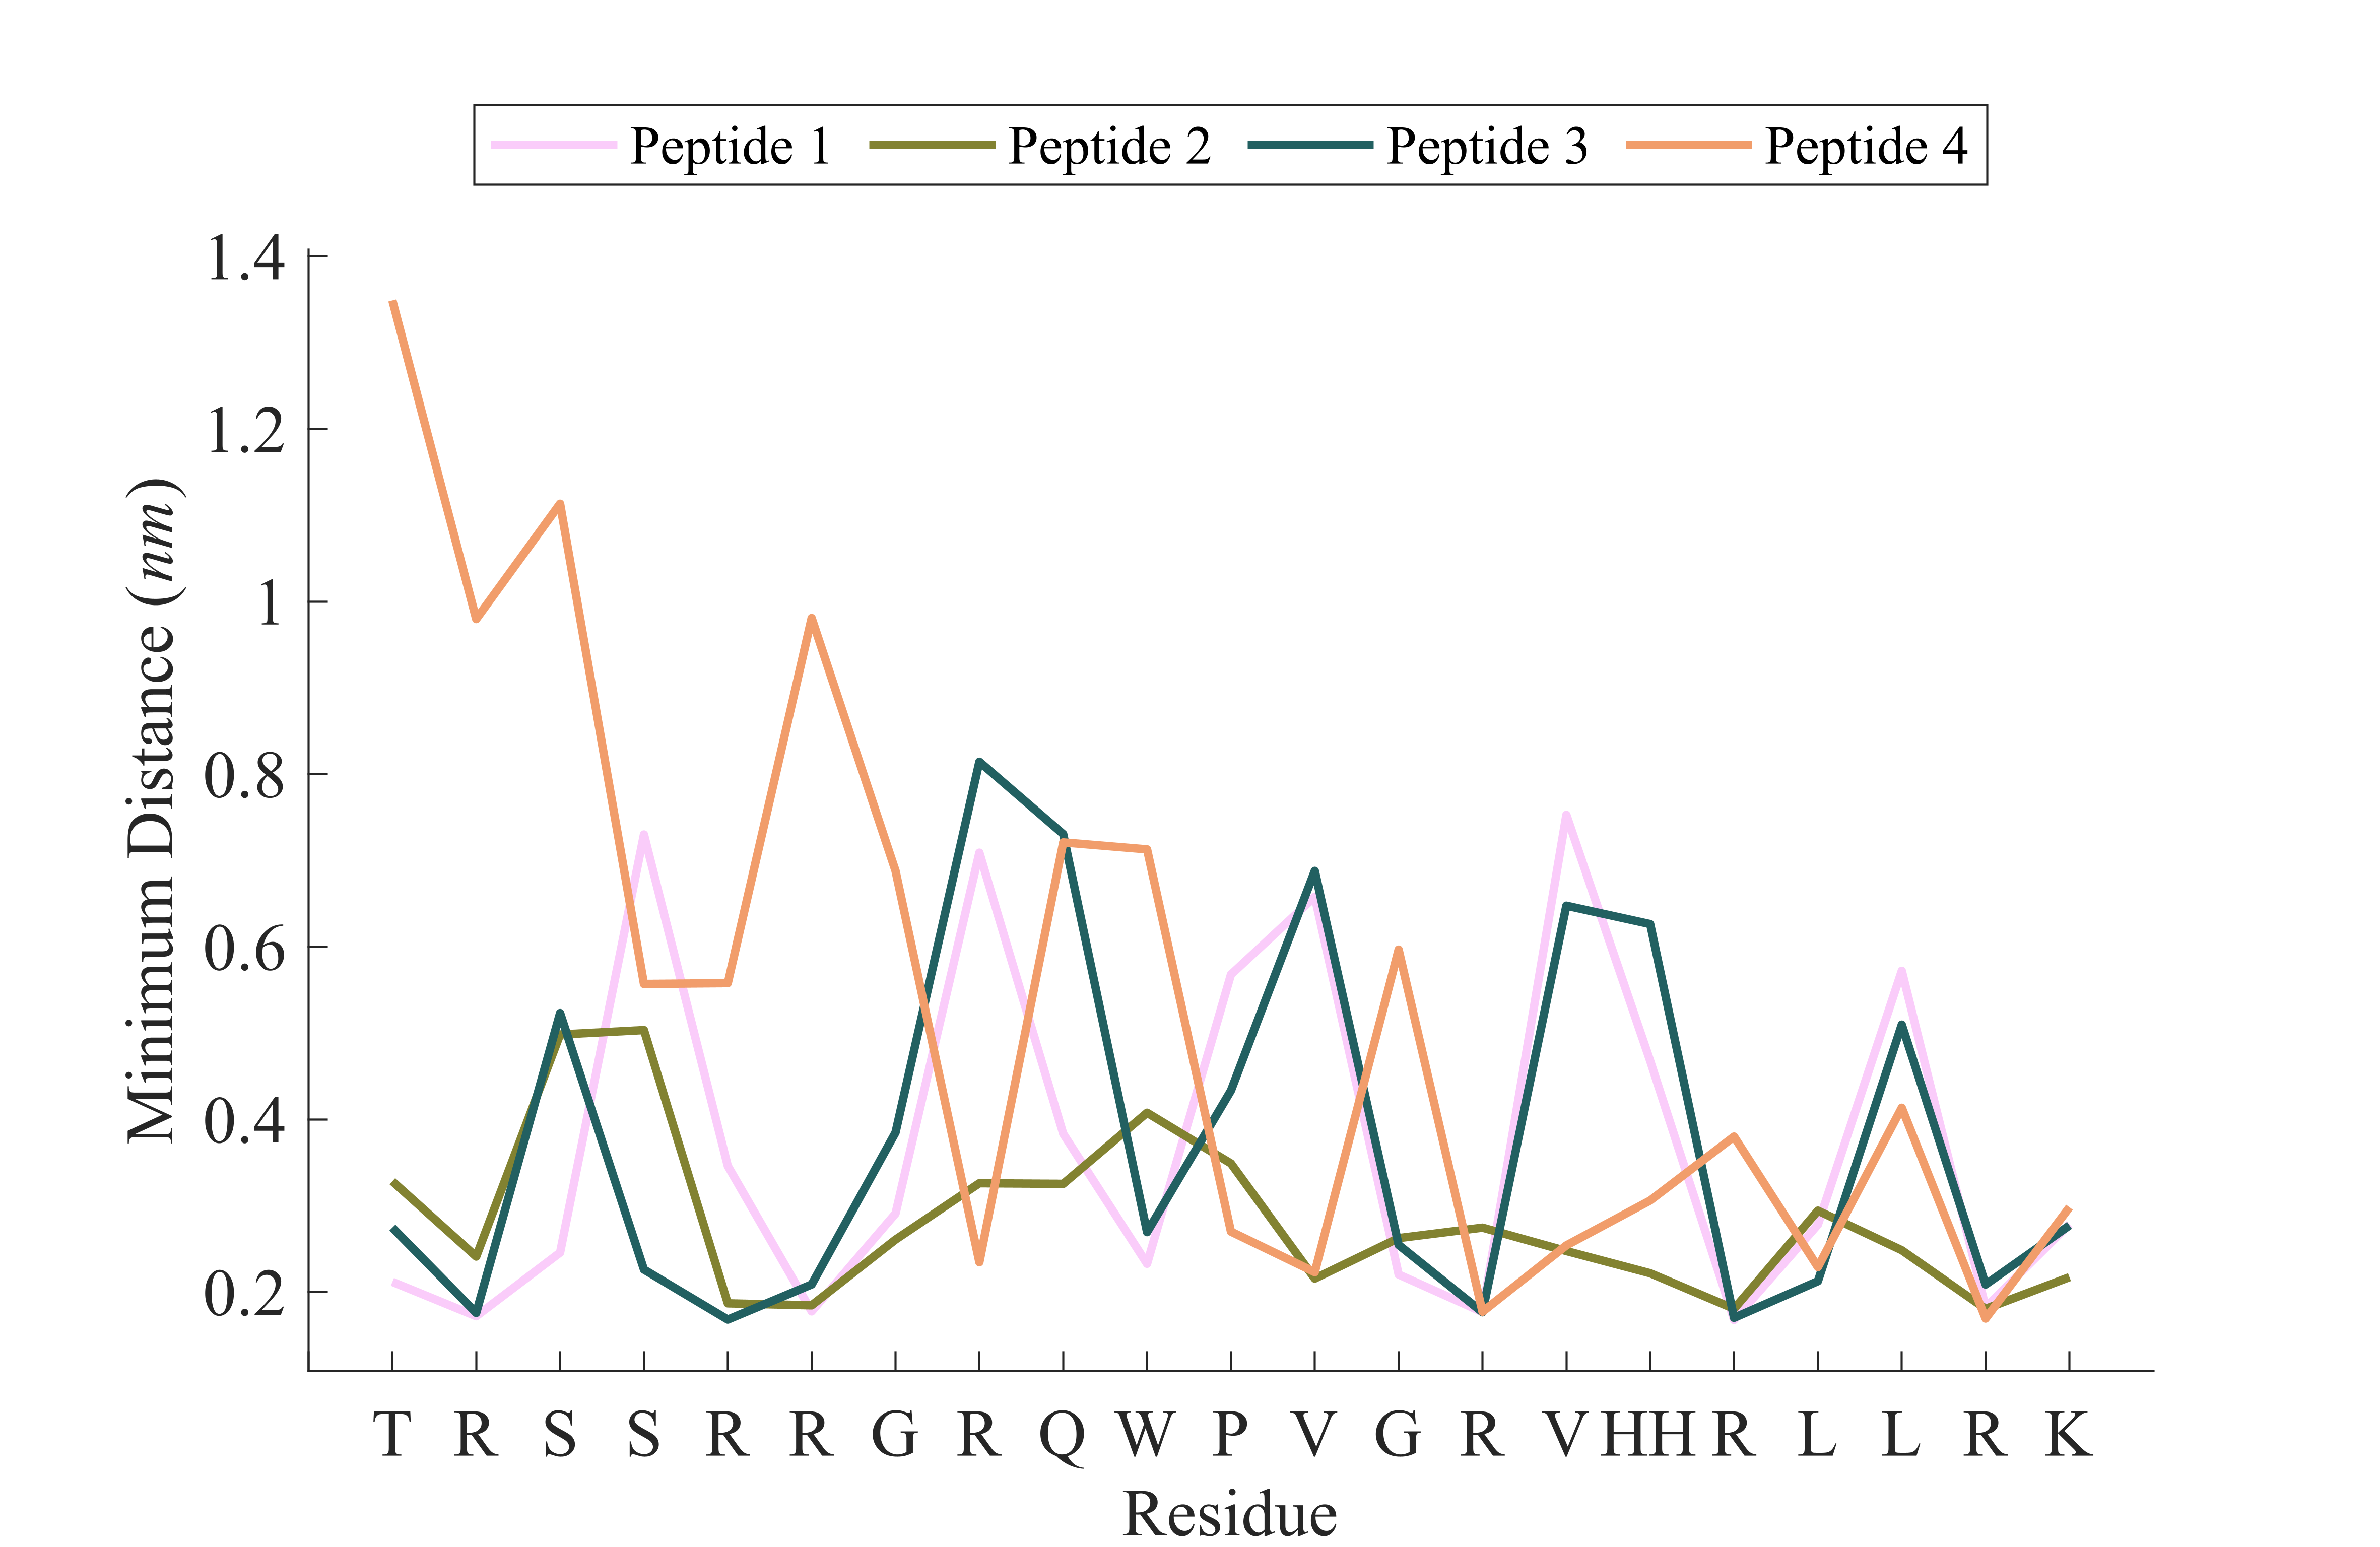 Peptide 1 Peptide 2 Peptide 3 Peptide 4
1.4
1.2
1
0.8
0.6
0.4
0.2
Minimum Distance (nm)
T R S S R R G R Q W P V G R V HHH R L L R K
Residue